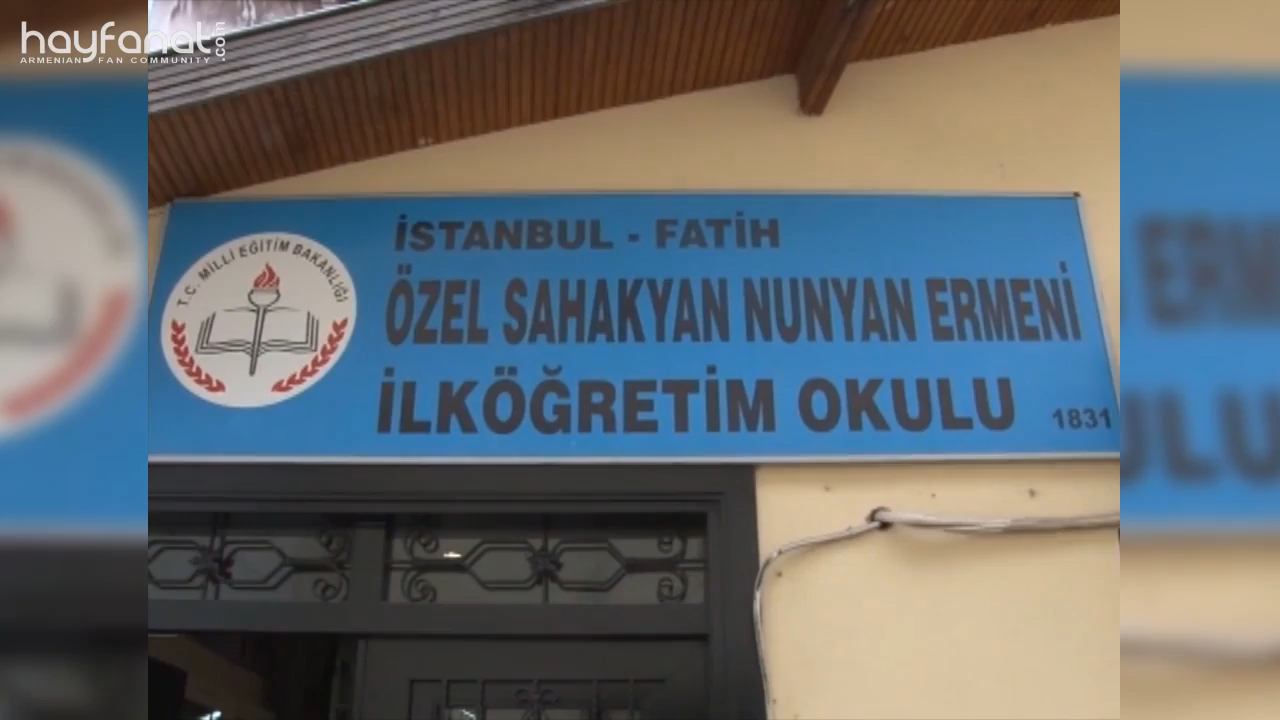 hayfanat.com
ARMENIAN FAN COMMUNITY
İSTANBUL - FATİH
T.C. MİLLİ EĞİTİM BAKANLIĞI
ÖZEL SAHAKYAN NUNYAN ERMENİ
İLKÖĞRETİM OKULU
1831